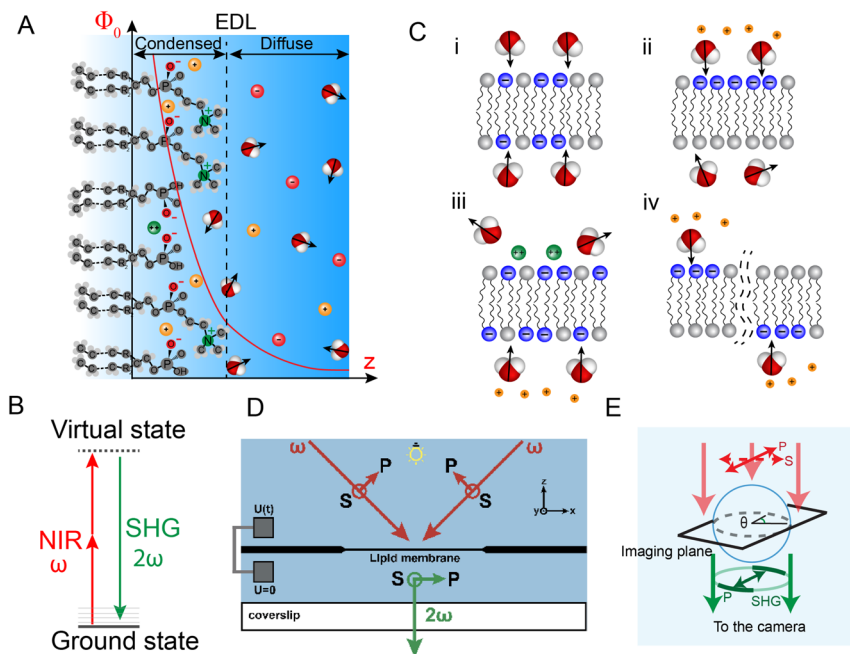 A
Φ0
EDL
Condensed
Diffuse
z
B
Virtual state
NIR
ω
SHG
2ω
Ground state
C
i
ii
iii
iv
D
ω
ω
P
S
P
S
U(t)
U=0
Lipid membrane
z
y
x
S
P
2ω
coverslip
E
P
S
θ
Imaging plane
P
SHG
To the camera